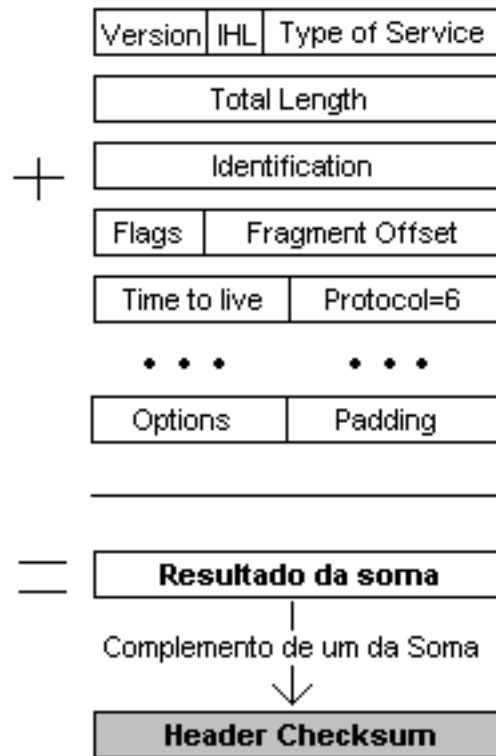 Version IHL Type of Service
Total Length
+
Identification
Flags Fragment Offset
Time to live Protocol=6
• • • • • •
Options Padding
=
Resultado da soma
Complemento de um da Soma
Header Checksum